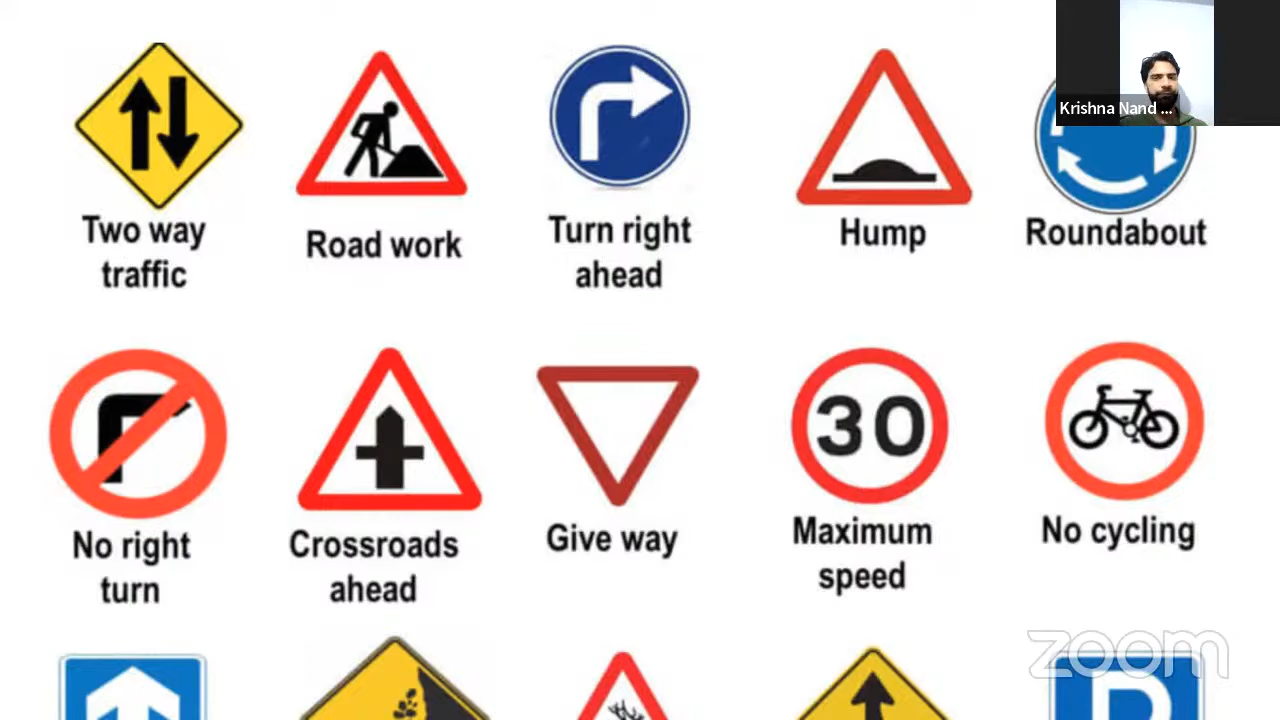 Krishna Nand ...
Two way
traffic
Road work
Turn right
ahead
Hump
Roundabout
No right
turn
Crossroads
ahead
Give way
30
Maximum
speed
No cycling
zoom
P